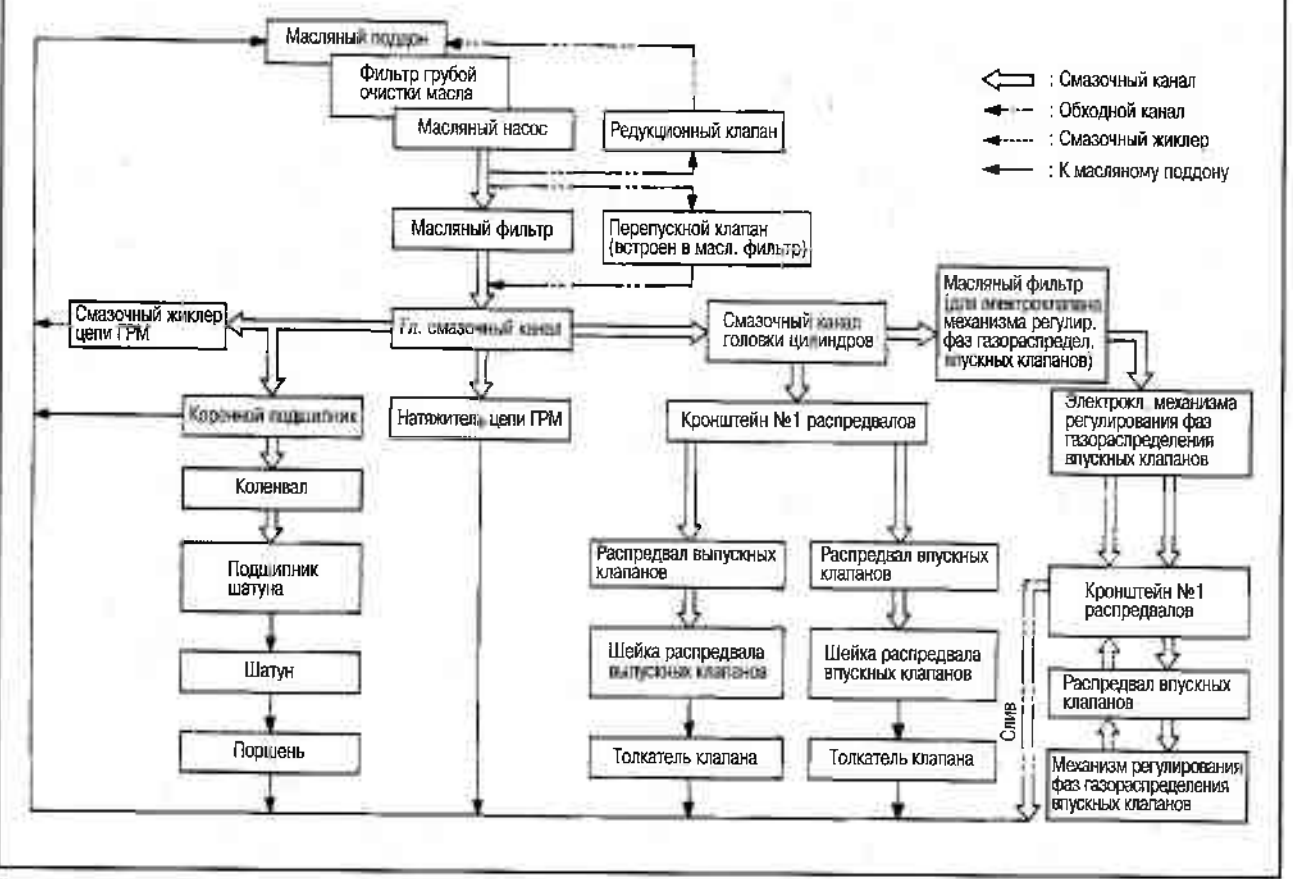 Масляный поддон
Фильтр грубой
очистки масла
Масляный насос
Редукционный клапан
: Смазочный канал
: Обходной канал
: Смазочный жиклер
: К масляному поддону
Масляный фильтр
Перепускной клапан
(встроен в масл. фильтр)
Смазочный жиклер
цепи ГРМ
Гл. смазочный канал
Смазочный канал
головки цилиндров
Масляный фильтр
(для электроклапана
механизма регулир.
фаз газораспредел.
впускных клапанов)
Коренной подшипник
Натяжитель цепи ГРМ
Кронштейн №1 распредвалов
Электрокл. механизма
регулирования фаз
газораспределения
впускных клапанов
Коленвал
Подшипник
шатуна
Распредвал выпускных
клапанов
Распредвал впускных
клапанов
Кронштейн №1
распредвалов
Шатун
Шейка распредвала
выпускных клапанов
Шейка распредвала
впускных клапанов
Распредвал впускных
клапанов
Слив
Поршень
Толкатель клапана
Толкатель клапана
Механизм регулирования
фаз газораспределения
впускных клапанов